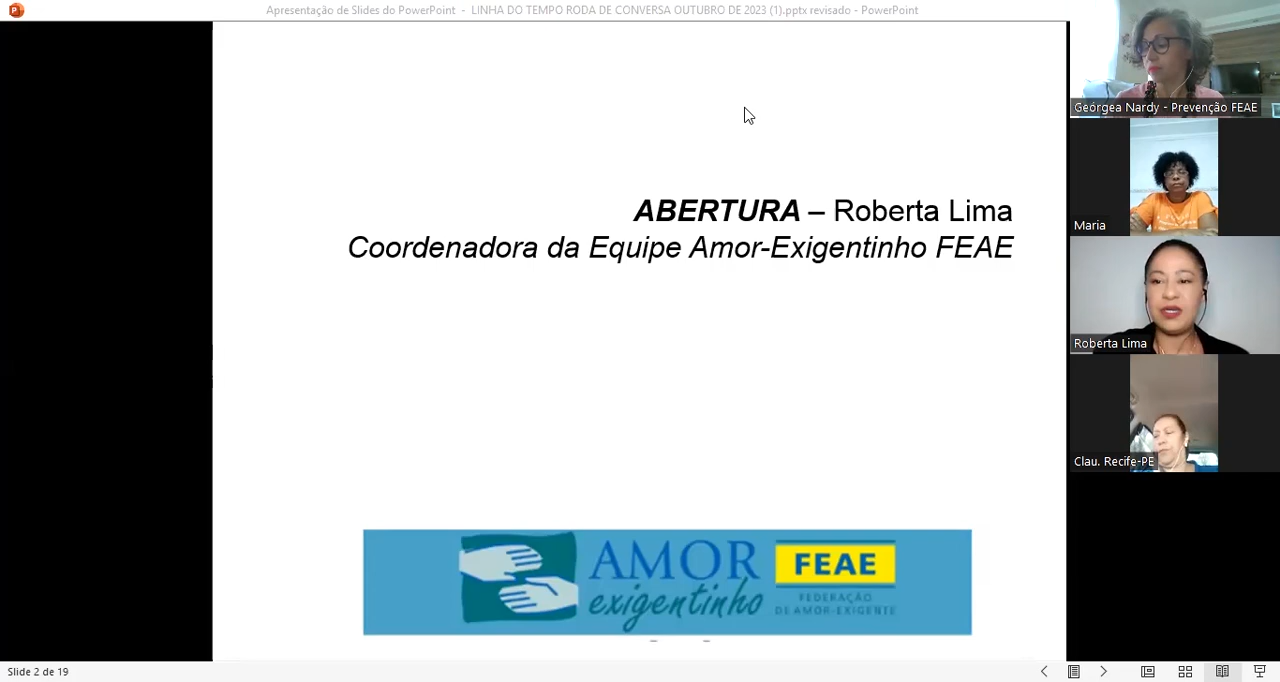 Apresentação de Slides do PowerPoint - LINHA DO TEMPO RODA DE CONVERSA OUTUBRO DE 2023 (1).pptx revisado - PowerPoint
ABERTURA – Roberta Lima
Coordenadora da Equipe Amor-Exigentinho FEAE
AMOR
exigentinho
FEAE
FEDERAÇÃO
DE AMOR-EXIGENTE
Geórgea Nardy - Prevenção FEAE
Maria
Roberta Lima
Clau. Recife-PE
Slide 2 de 19